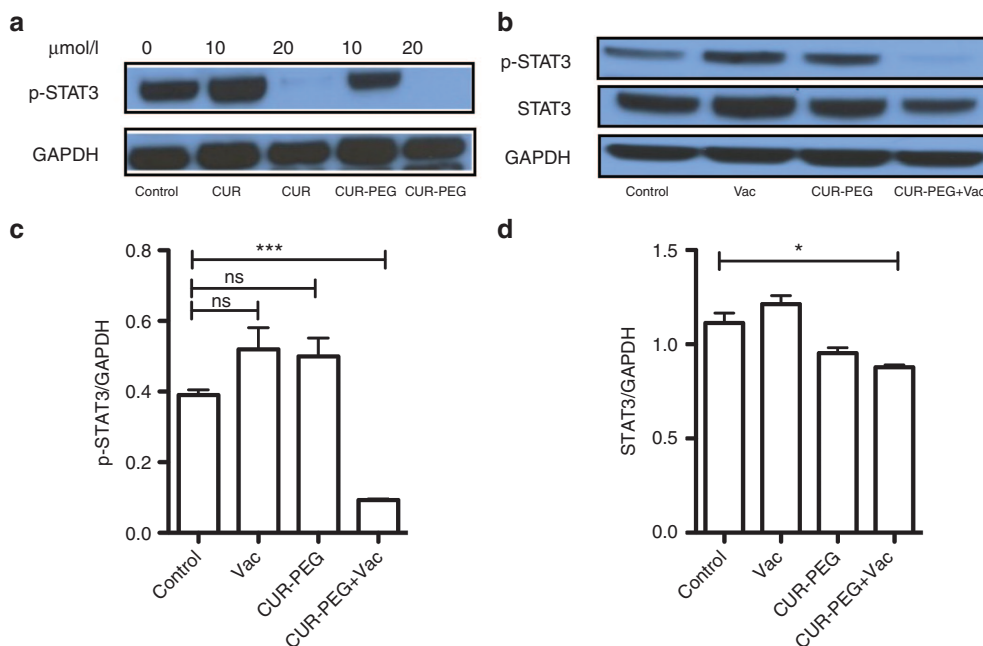 a
μmol/l 0 10 20 10 20
p-STAT3
GAPDH
Control CUR CUR CUR-PEG CUR-PEG
b
p-STAT3
STAT3
GAPDH
Control Vac CUR-PEG CUR-PEG+Vac
c
***
ns
ns
p-STAT3/GAPDH
0.8
0.6
0.4
0.2
0.0
Control Vac CUR-PEG CUR-PEG+Vac
d
*
STAT3/GAPDH
1.5
1.0
0.5
0.0
Control Vac CUR-PEG CUR-PEG+Vac